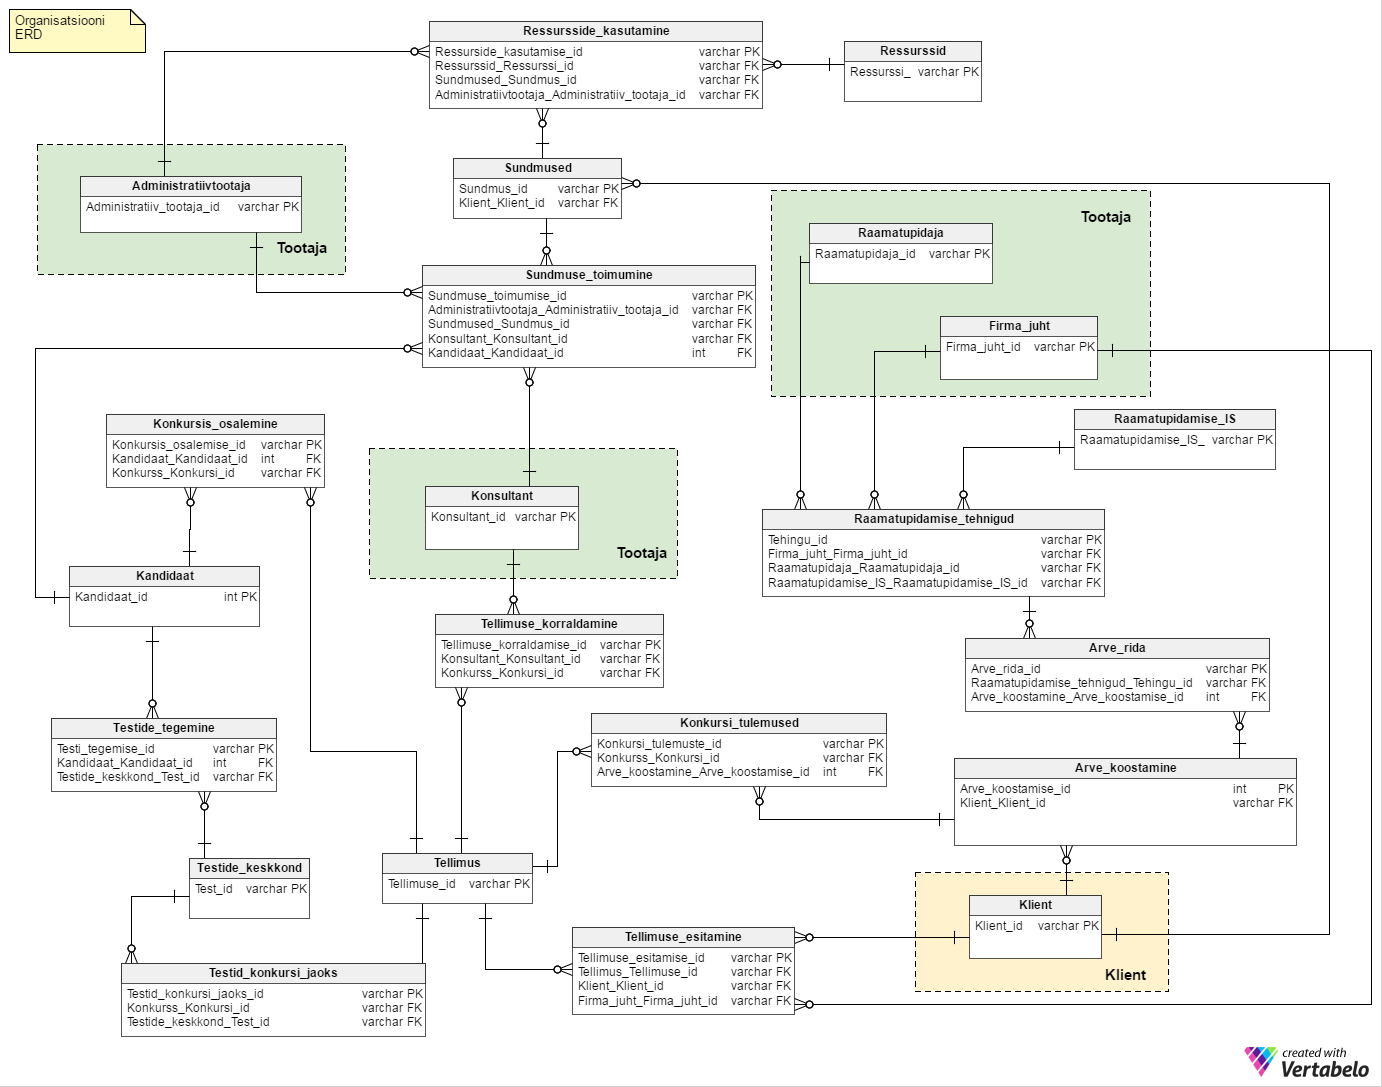 Organisatsiooni
ERD
Ressursside_kasutamine
Ressurside_kasutamise_id varchar PK
Ressurssid_Ressurssi_id varchar FK
Sundmused_Sundmus_id varchar FK
Administratiivtootaja_Administratiiv_tootaja_id varchar FK
Ressurssid
Ressurssi_ varchar PK
Administratiivtootaja
Administratiiv_tootaja_id varchar PK
Tootaja
Sundmused
Sundmus_id varchar PK
Klient_Klient_id varchar FK
Sundmuse_toimumine
Sundmuse_toimumise_id varchar PK
Administratiivtootaja_Administratiiv_tootaja_id varchar FK
Sundmused_Sundmus_id varchar FK
Konsultant_Konsultant_id varchar FK
Kandidaat_Kandidaat_id int FK
Tootaja
Raamatupidaja
Raamatupidaja_id varchar PK
Firma_juht
Firma_juht_id varchar PK
Raamatupidamise_IS
Raamatupidamise_IS_ varchar PK
Konkursis_osalemine
Konkursis_osalemise_id varchar PK
Kandidaat_Kandidaat_id int FK
Konkurss_Konkursi_id varchar FK
Konsultant
Konsultant_id varchar PK
Tootaja
Raamatupidamise_tehnigud
Tehingu_id varchar PK
Firma_juht_Firma_juht_id varchar FK
Raamatupidaja_Raamatupidaja_id varchar FK
Raamatupidamise_IS_Raamatupidamise_IS_id varchar FK
Kandidaat
Kandidaat_id int PK
Tellimuse_korraldamine
Tellimuse_korraldamise_id varchar PK
Konsultant_Konsultant_id varchar FK
Konkurss_Konkursi_id varchar FK
Arve_rida
Arve_rida_id varchar PK
Raamatupidamise_tehnigud_Tehingu_id varchar FK
Arve_koostamine_Arve_koostamise_id int FK
Testide_tegemine
Testi_tegemise_id varchar PK
Kandidaat_Kandidaat_id int FK
Testide_keskkond_Test_id varchar FK
Konkursi_tulemused
Konkursi_tulemuste_id varchar PK
Konkurss_Konkursi_id varchar FK
Arve_koostamine_Arve_koostamise_id int FK
Arve_koostamine
Arve_koostamise_id int PK
Klient_Klient_id varchar FK
Testide_keskkond
Test_id varchar PK
Tellimus
Tellimuse_id varchar PK
Klient
Klient_id varchar PK
Klient
Tellimuse_esitamine
Tellimuse_esitamise_id varchar PK
Tellimus_Tellimuse_id varchar FK
Klient_Klient_id varchar FK
Firma_juht_Firma_juht_id varchar FK
Testid_konkursi_jaoks
Testid_konkursi_jaoks_id varchar PK
Konkurss_Konkursi_id varchar FK
Testide_keskkond_Test_id varchar FK
created with
Vertabelo